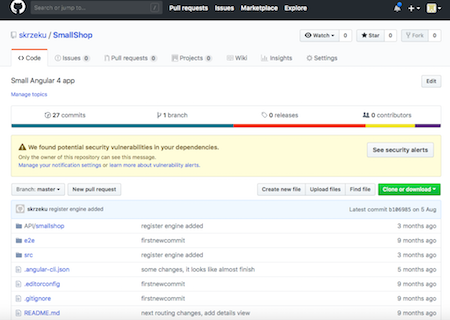 Search or jump to...
/
Pull requests Issues Marketplace Explore
skrzeku / SmallShop
Watch 0 Star 0 Fork 0
Code Issues 0 Pull requests 0 Projects 0 Wiki Insights Settings
Small Angular 4 app
Edit
Manage topics
27 commits 1 branch 0 releases 0 contributors
We found potential security vulnerabilities in your dependencies.
Only the owner of this repository can see this message.
Manage your notification settings or learn more about vulnerability alerts.
See security alerts
Branch: master New pull request Create new file Upload files Find file Clone or download
skrzeku register engine added Latest commit b106985 on 5 Aug
API/smallshop register engine added 3 months ago
e2e firstnewcommit 9 months ago
src register engine added 3 months ago
.angular-cli.json some changes, it looks like almost finish 5 months ago
.editorconfig firstnewcommit 9 months ago
.gitignore firstnewcommit 9 months ago
README.md next routing changes, add details view 9 months ago